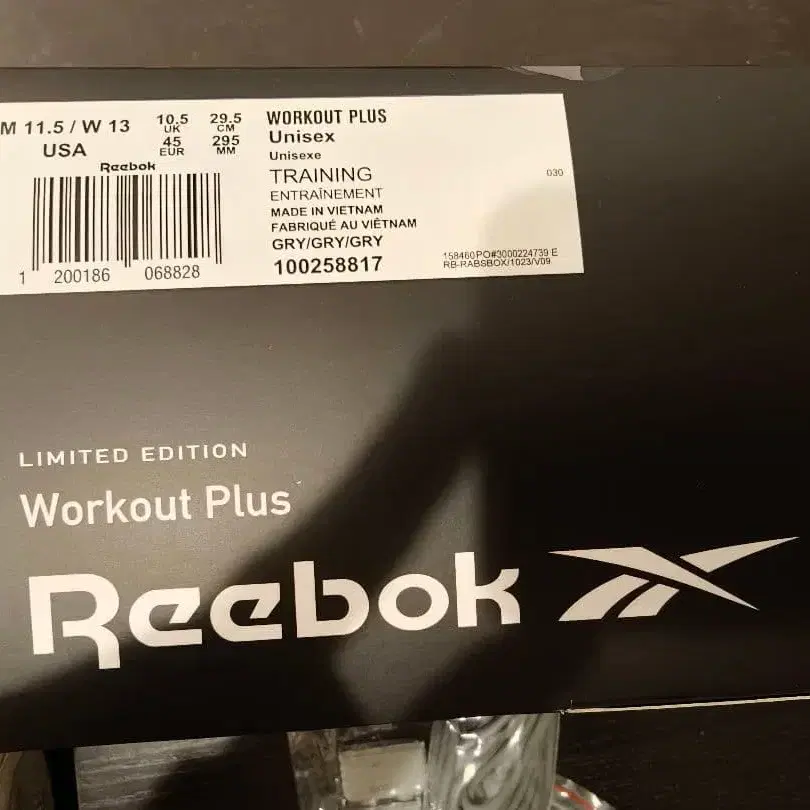 M 11.5 / W 13
USA
10.5
UK
45
EUR
29.5
CM
295
MM
Reebok
1 200186 068828
WORKOUT PLUS
Unisex
Unisexe
TRAINING
ENTRAÎNEMENT
MADE IN VIETNAM
FABRIQUÉ AU VIÊTNAM
GRY/GRY/GRY
100258817
030
158460PO#3000224739 E
RB-RABSBOX/1023/V09
LIMITED EDITION
Workout Plus
Reebok